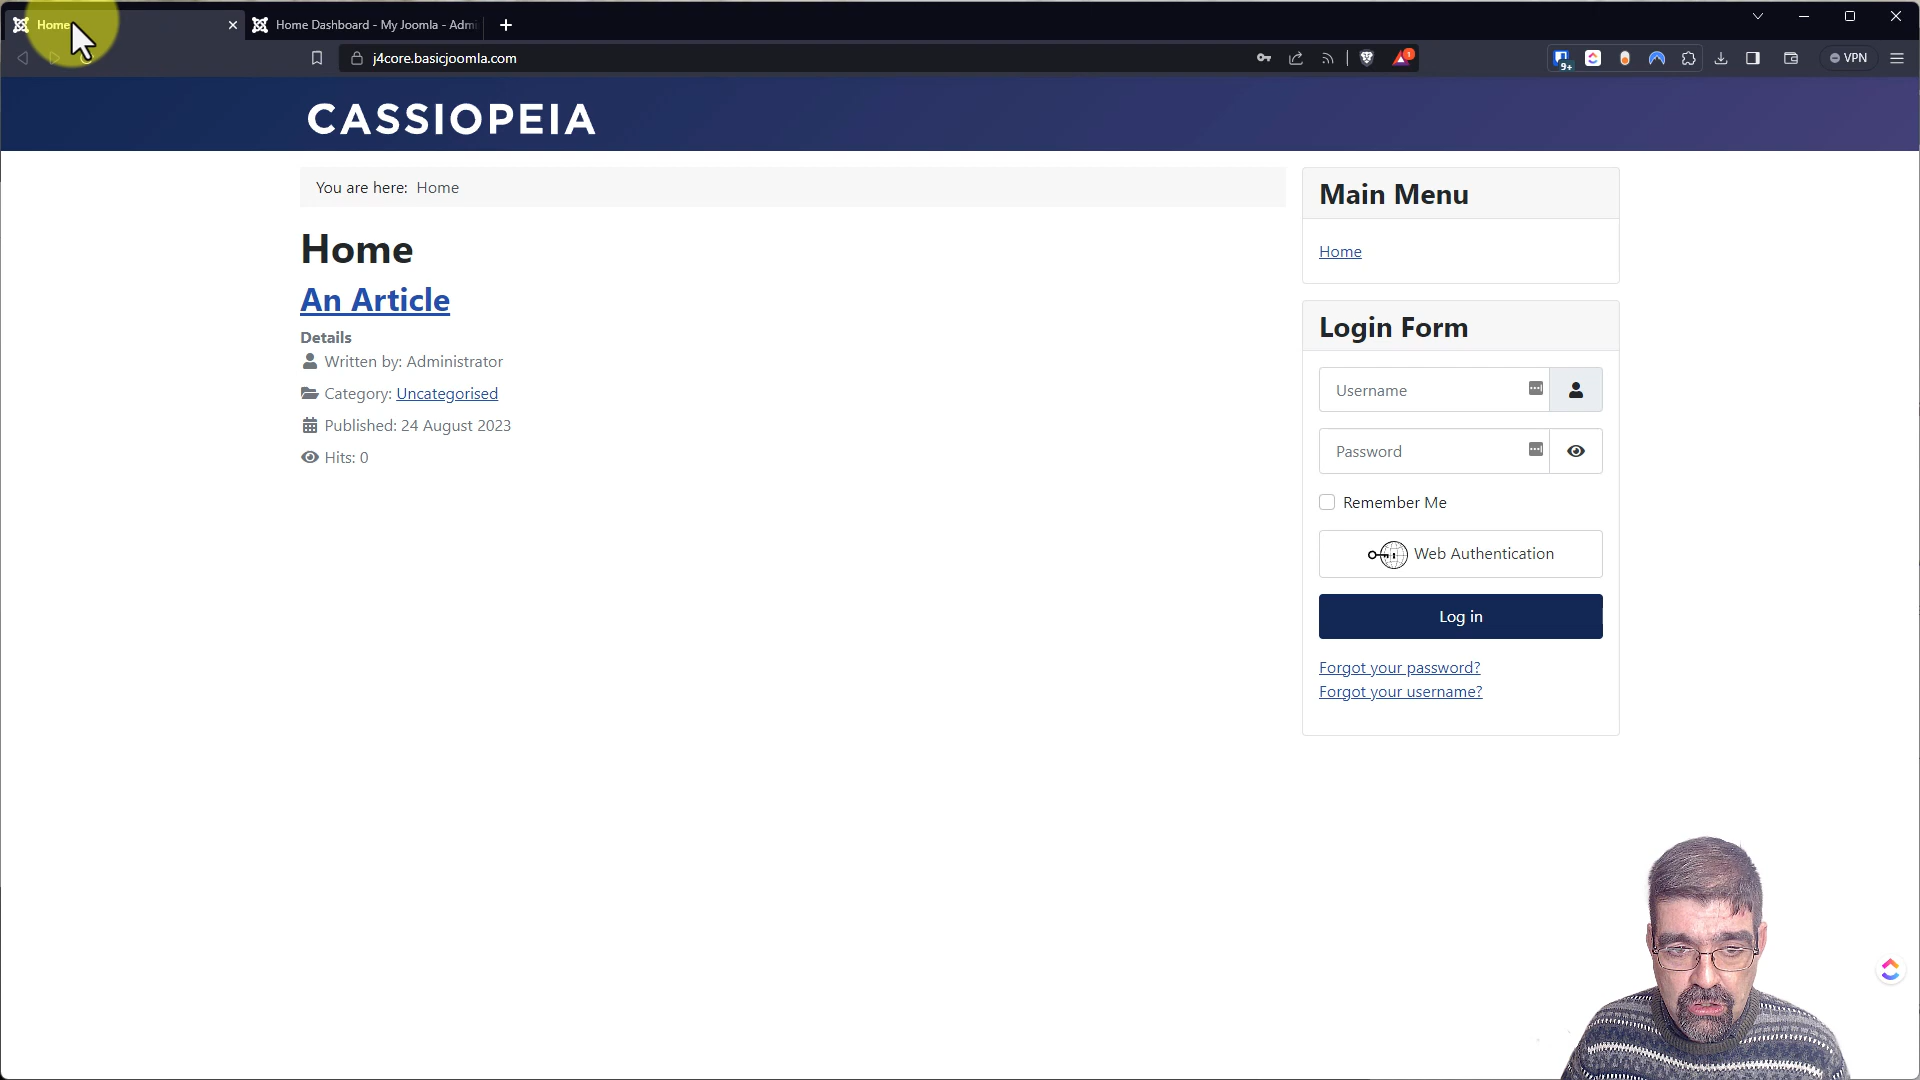 Home
Home Dashboard - My Joomla - Admi
j4core.basicjoomla.com
1
9+
VPN
CASSIOPEIA
You are here: Home
Home
An Article
Details
Written by: Administrator
Category: Uncategorised
Published: 24 August 2023
Hits: 0
Main Menu
Home
Login Form
Username
Password
Remember Me
Web Authentication
Log in
Forgot your password?
Forgot your username?